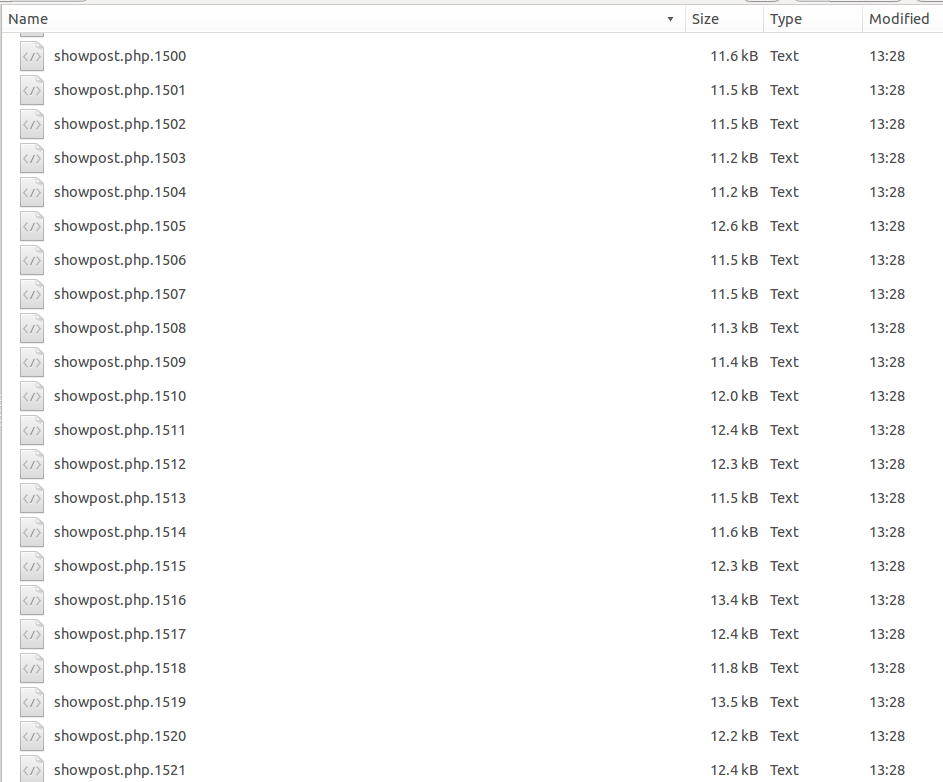 Name Size Type Modified
showpost.php.1500 11.6 kB Text 13:28
showpost.php.1501 11.5 kB Text 13:28
showpost.php.1502 11.5 kB Text 13:28
showpost.php.1503 11.2 kB Text 13:28
showpost.php.1504 11.2 kB Text 13:28
showpost.php.1505 12.6 kB Text 13:28
showpost.php.1506 11.5 kB Text 13:28
showpost.php.1507 11.5 kB Text 13:28
showpost.php.1508 11.3 kB Text 13:28
showpost.php.1509 11.4 kB Text 13:28
showpost.php.1510 12.0 kB Text 13:28
showpost.php.1511 12.4 kB Text 13:28
showpost.php.1512 12.3 kB Text 13:28
showpost.php.1513 11.5 kB Text 13:28
showpost.php.1514 11.6 kB Text 13:28
showpost.php.1515 12.3 kB Text 13:28
showpost.php.1516 13.4 kB Text 13:28
showpost.php.1517 12.4 kB Text 13:28
showpost.php.1518 11.8 kB Text 13:28
showpost.php.1519 13.5 kB Text 13:28
showpost.php.1520 12.2 kB Text 13:28
showpost.php.1521 12.4 kB Text 13:28